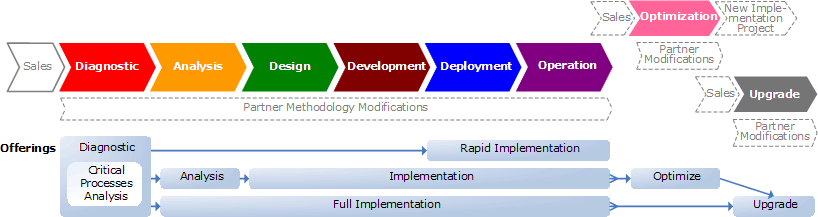 Sales
Optimization
New Imple-
mentation
Project
Partner
Modifications
Sales
Diagnostic
Analysis
Design
Development
Deployment
Operation
Sales
Upgrade
Partner Methodology Modifications
Partner
Modifications
Offerings
Diagnostic
Rapid Implementation
Critical
Processes
Analysis
Analysis
Implementation
Optimize
Full Implementation
Upgrade